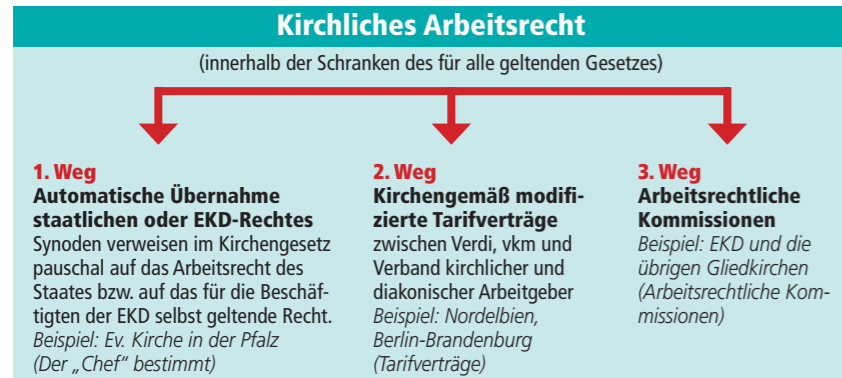 Kirchliches Arbeitsrecht
(innerhalb der Schranken des für alle geltenden Gesetzes)
1. Weg
Automatische Übernahme
staatlichen oder EKD-Rechtes
Synoden verweisen im Kirchengesetz
pauschal auf das Arbeitsrecht des
Staates bzw. auf das für die Beschäf-
tigten der EKD selbst geltende Recht.
Beispiel: Ev. Kirche in der Pfalz
(Der „Chef“ bestimmt)
2. Weg
Kirchengemäß modifi-
zierte Tarifverträge
zwischen Verdi, vkm und
Verband kirchlicher und
diakonischer Arbeitgeber
Beispiel: Nordelbien,
Berlin-Brandenburg
(Tarifverträge)
3. Weg
Arbeitsrechtliche
Kommissionen
Beispiel: EKD und die
übrigen Gliedkirchen
(Arbeitsrechtliche Kom-
missionen)